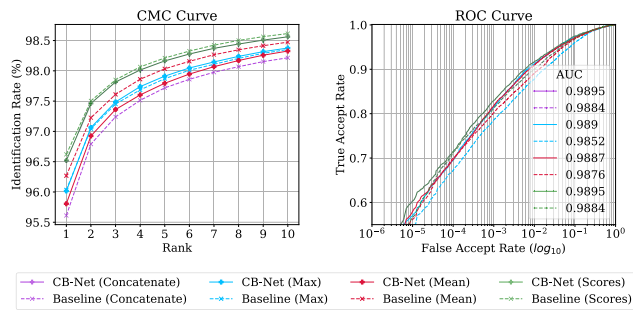 CMC Curve
98.5
98.0
97.5
97.0
96.5
96.0
95.5
Identification Rate (%)
1 2 3 4 5 6 7 8 9 10
Rank
ROC Curve
1.0
0.9
0.8
0.7
0.6
True Accept Rate
AUC
0.9895
0.9884
0.989
0.9852
0.9887
0.9876
0.9895
0.9884
10−6 10−5 10−4 10−3 10−2 10−1 100
False Accept Rate (log10)
CB-Net (Concatenate) CB-Net (Max) CB-Net (Mean) CB-Net (Scores)
Baseline (Concatenate) Baseline (Max) Baseline (Mean) Baseline (Scores)